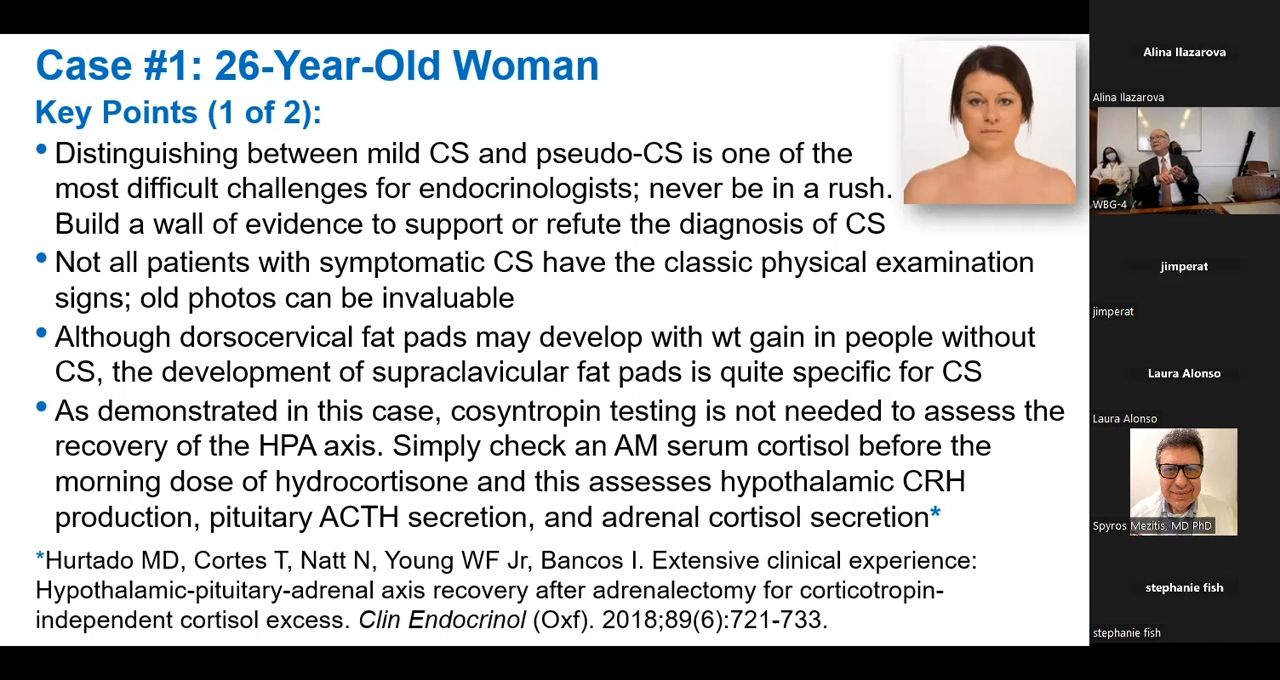 Case #1: 26-Year-Old Woman
Key Points (1 of 2):
• Distinguishing between mild CS and pseudo-CS is one of the
most difficult challenges for endocrinologists; never be in a rush.
Build a wall of evidence to support or refute the diagnosis of CS
• Not all patients with symptomatic CS have the classic physical examination
signs; old photos can be invaluable
• Although dorsocervical fat pads may develop with wt gain in people without
CS, the development of supraclavicular fat pads is quite specific for CS
• As demonstrated in this case, cosyntropin testing is not needed to assess the
recovery of the HPA axis. Simply check an AM serum cortisol before the
morning dose of hydrocortisone and this assesses hypothalamic CRH
production, pituitary ACTH secretion, and adrenal cortisol secretion*
*Hurtado MD, Cortes T, Natt N, Young WF Jr, Bancos I. Extensive clinical experience:
Hypothalamic-pituitary-adrenal axis recovery after adrenalectomy for corticotropin-
independent cortisol excess. Clin Endocrinol (Oxf). 2018;89(6):721-733.
Alina Ilazarova
Alina Ilazarova
WBG-4
jimperat
jimperat
Laura Alonso
Laura Alonso
Spyros Mezitis, MD PhD
stephanie fish
stephanie fish